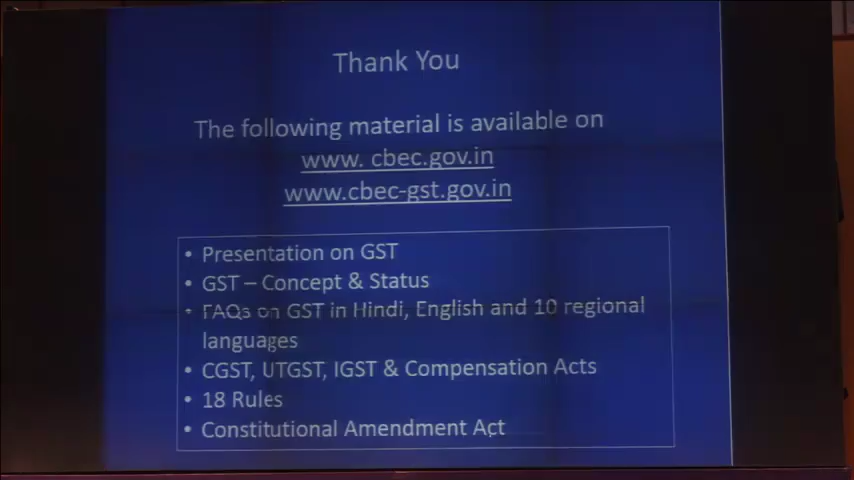 Thank You
The following material is available on
www. cbec.gov.in
www.cbec-gst.gov.in
• Presentation on GST
• GST – Concept & Status
• FAQs on GST in Hindi, English and 10 regional
languages
• CGST, UTGST, IGST & Compensation Acts
• 18 Rules
• Constitutional Amendment Act